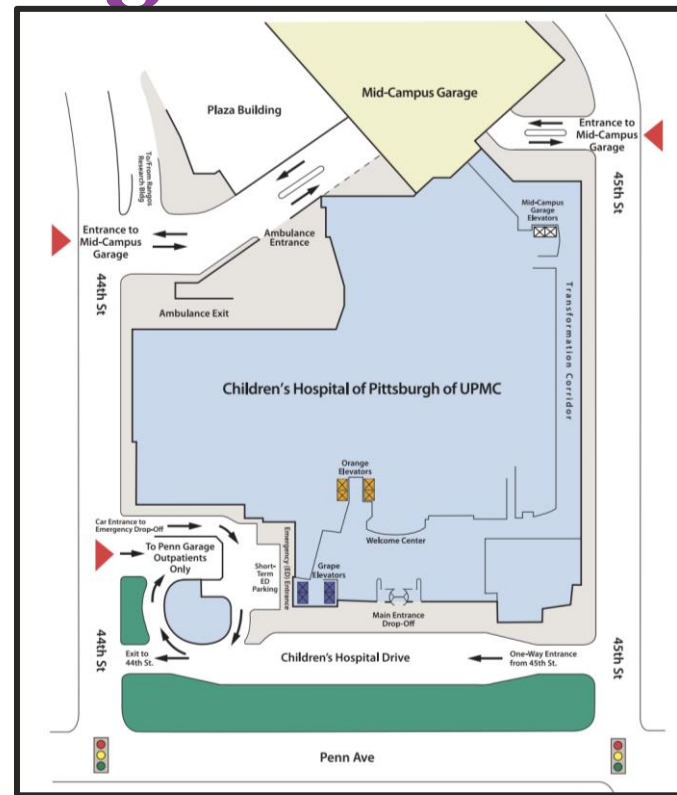 Mid-Campus Garage
Plaza Building
Entrance to
Mid-Campus
Garage
To/From Rangos
Research Bldg
45th St
Mid-Campus
Garage
Elevators
Entrance to
Mid-Campus
Garage
Ambulance
Entrance
44th St
Ambulance Exit
Transformation Corridor
Children's Hospital of Pittsburgh of UPMC
Orange
Elevators
Car Entrance to
Emergency Drop-Off
Welcome Center
To Penn Garage
Outpatients
Only
Short-
Term
ED
Parking
Emergency (ED) Entrance
Grape
Elevators
Main Entrance
Drop-Off
44th St
Exit to
44th St.
Children's Hospital Drive
One-Way Entrance
from 45th St.
45th St
Penn Ave